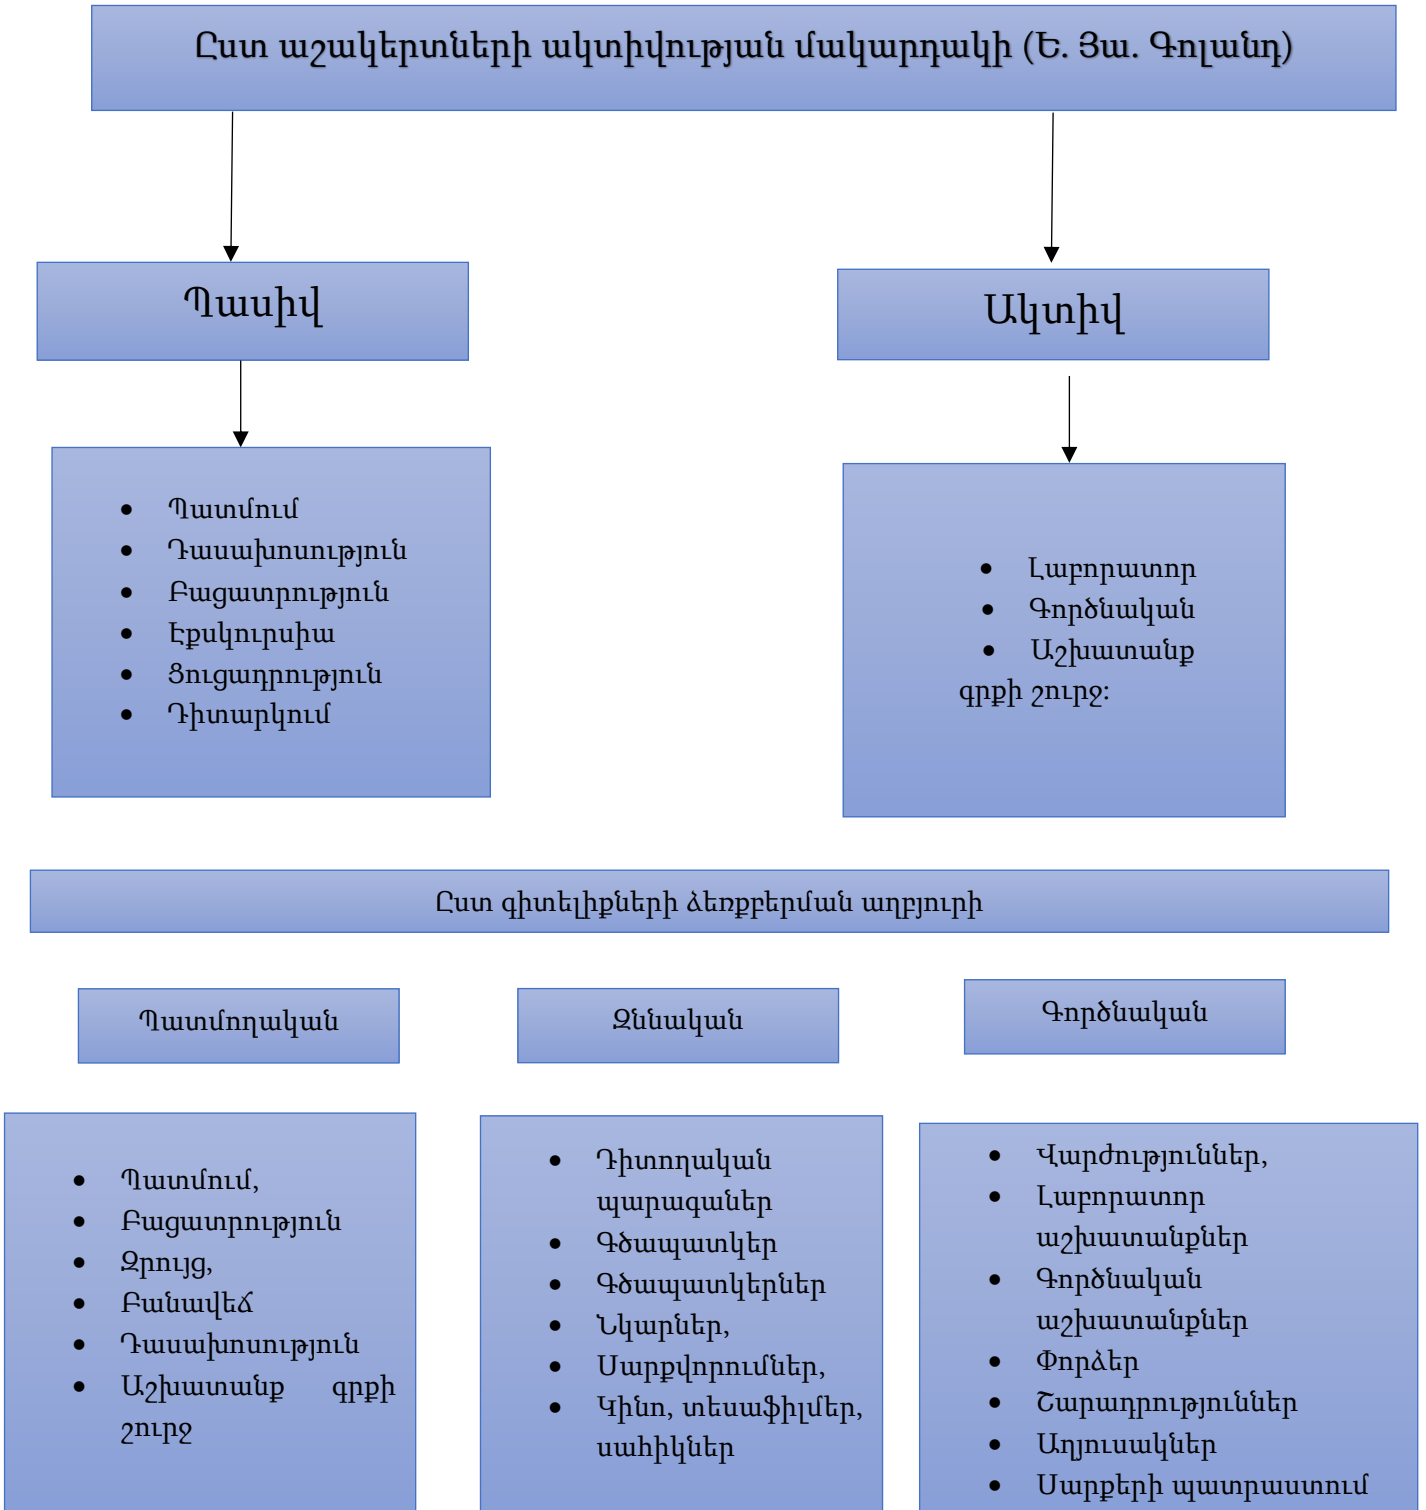 Ըստ աշակերտների ակտիվության մակարդակի (Ե. Յա. Գոլանդ)
Պասիվ
Ակտիվ
• Պատմում
• Դասախոսություն
• Բացատրություն
• Էքսկուրսիա
• Ցուցադրություն
• Դիտարկում
• Լաբորատոր
• Գործնական
• Աշխատանք
գրքի շուրջ:
Ըստ գիտելիքների ձեռքբերման աղբյուրի
Պատմողական
Զննական
Գործնական
• Պատմում,
• Բացատրություն
• Զրույց,
• Բանավեճ
• Դասախոսություն
• Աշխատանք գրքի
շուրջ
• Դիտողական
պարագաներ
• Գծապատկեր
• Գծապատկերներ
• Նկարներ,
• Սարքվորումներ,
• Կինո, տեսաֆիլմեր,
սահիկներ
• Վարժություններ,
• Լաբորատոր
աշխատանքներ
• Գործնական
աշխատանքներ
• Փորձեր
• Շարադրություններ
• Աղյուսակներ
• Սարքերի պատրաստում